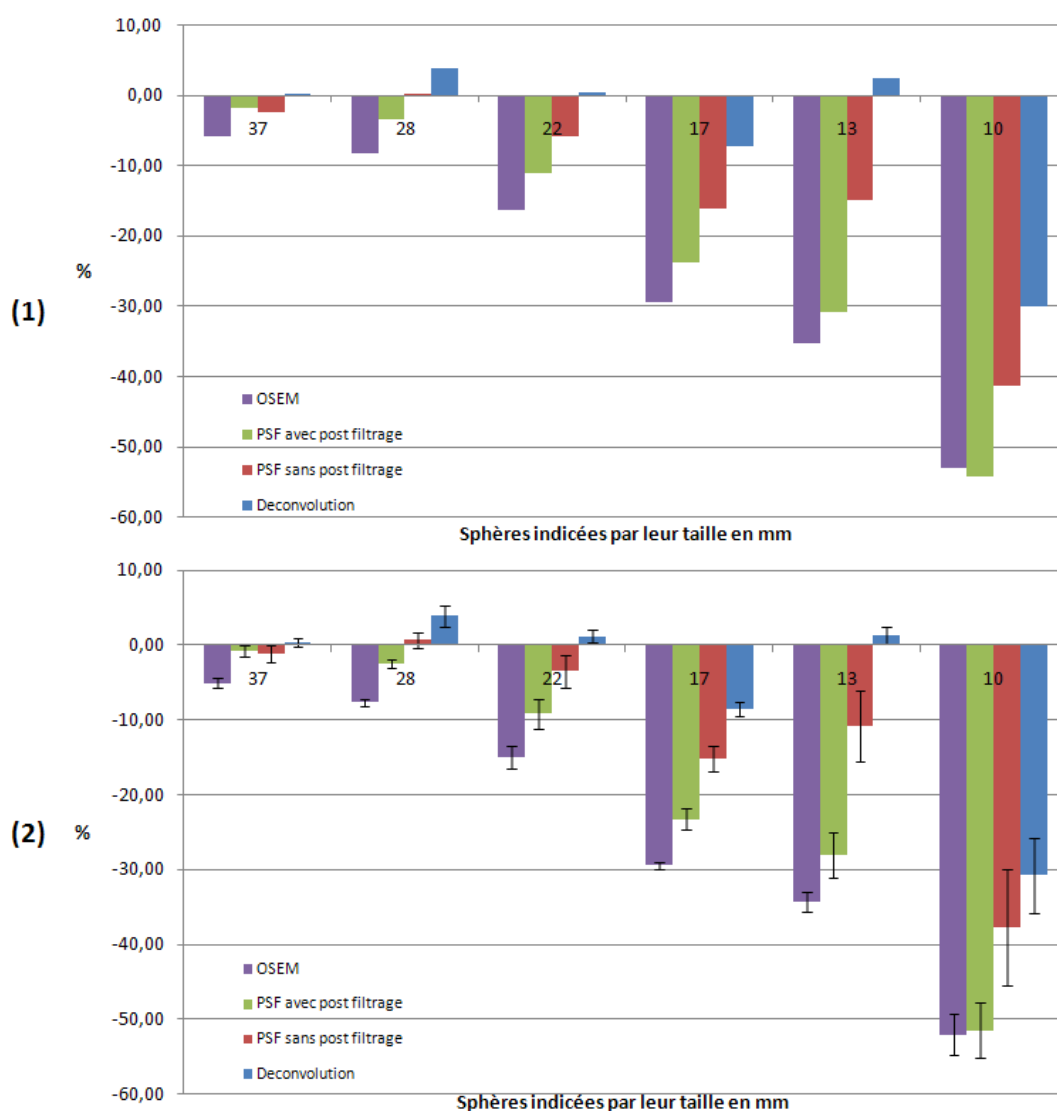 10,00
0,00
37 28 22 17 13 10
-10,00
-20,00
%
(1)
-30,00
-40,00
OSEM
PSF avec post filtrage
-50,00
PSF sans post filtrage
Deconvolution
-60,00
Sphères indicées par leur taille en mm
10,00
0,00
37 28 22 17 13 10
-10,00
-20,00
(2) %
-30,00
-40,00
OSEM
PSF avec post filtrage
-50,00
PSF sans post filtrage
Deconvolution
-60,00
Sphères indicées par leur taille en mm